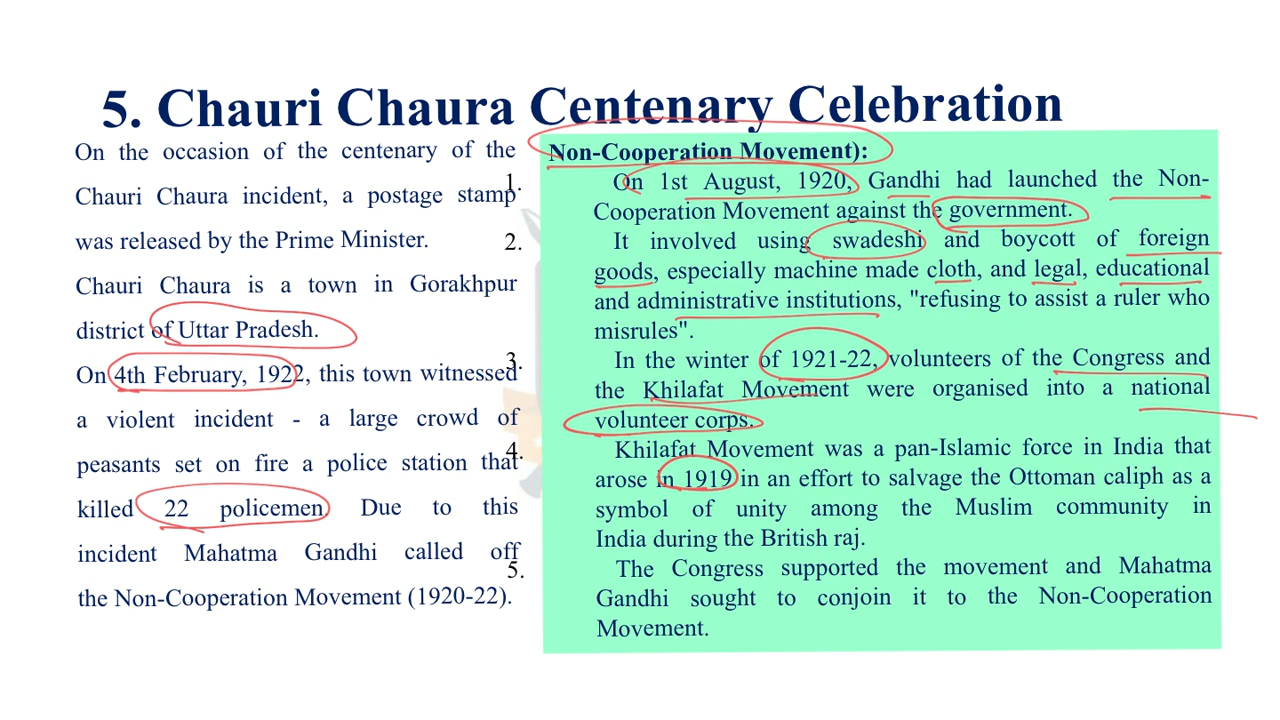 5. Chauri Chaura Centenary Celebration
On the occasion of the centenary of the
Chauri Chaura incident, a postage stamp
was released by the Prime Minister.
Chauri Chaura is a town in Gorakhpur
district of Uttar Pradesh.
On 4th February, 1922, this town witnessed
a violent incident - a large crowd of
peasants set on fire a police station that
killed 22 policemen. Due to this
incident Mahatma Gandhi called off
the Non-Cooperation Movement (1920-22).
Non-Cooperation Movement):
1. On 1st August, 1920, Gandhi had launched the Non-
Cooperation Movement against the government.
2. It involved using swadeshi and boycott of foreign
goods, especially machine made cloth, and legal, educational
and administrative institutions, "refusing to assist a ruler who
misrules".
3. In the winter of 1921-22, volunteers of the Congress and
the Khilafat Movement were organised into a national
volunteer corps.
4. Khilafat Movement was a pan-Islamic force in India that
arose in 1919 in an effort to salvage the Ottoman caliph as a
symbol of unity among the Muslim community in
India during the British raj.
5. The Congress supported the movement and Mahatma
Gandhi sought to conjoin it to the Non-Cooperation
Movement.